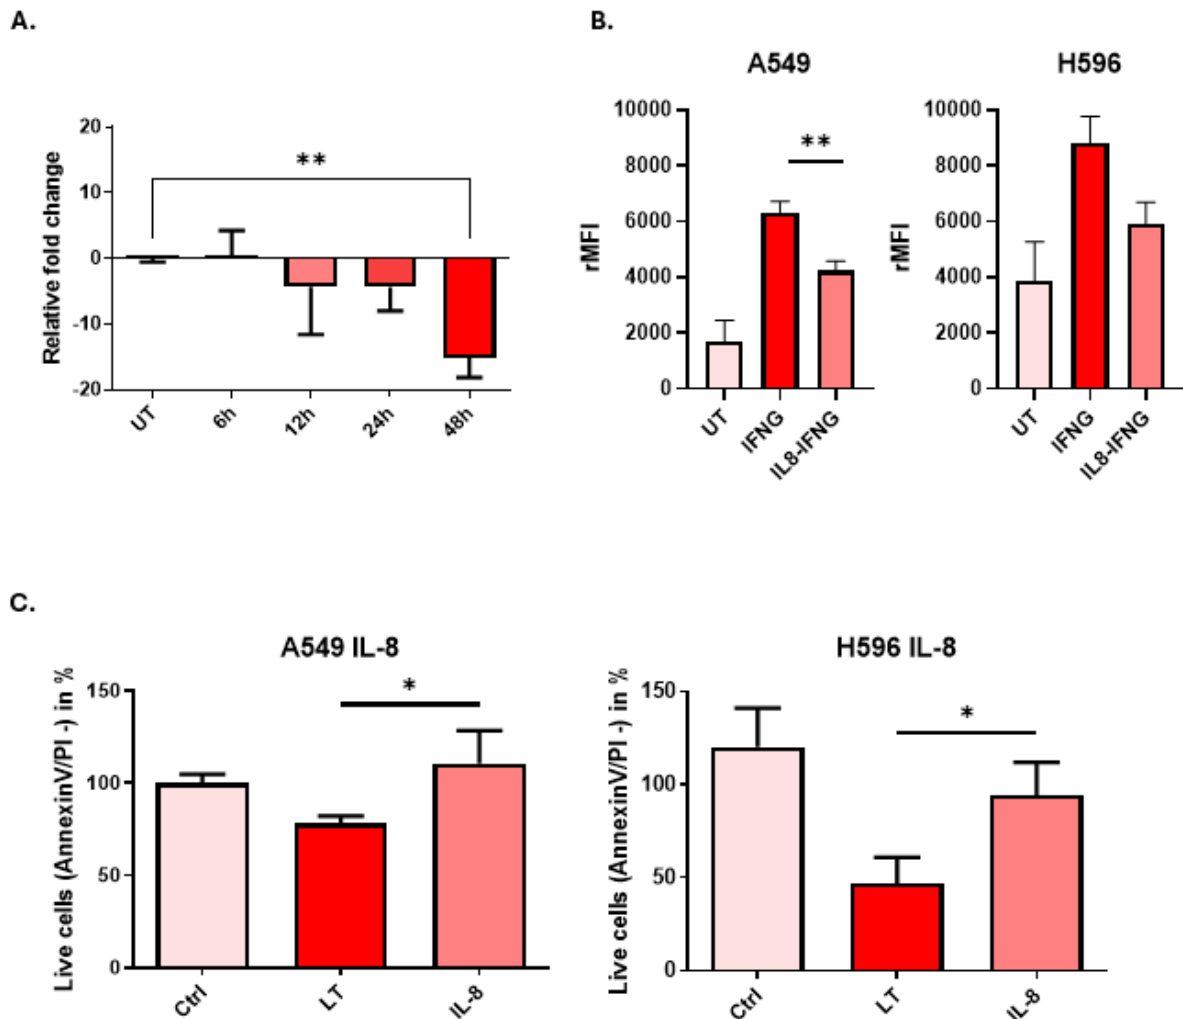 A.
Relative fold change
20
10
0
-10
-20
**
UT
6h
12h
24h
48h
B.
A549
rMFI
10000
8000
6000
4000
2000
0
**
UT
IFNG
IL8-IFNG
H596
rMFI
10000
8000
6000
4000
2000
0
UT
IFNG
IL8-IFNG
C.
A549 IL-8
Live cells (AnnexinV/PI -) in %
150
100
50
0
*
Ctrl
LT
IL-8
H596 IL-8
Live cells (AnnexinV/PI -) in %
150
100
50
0
*
Ctrl
LT
IL-8